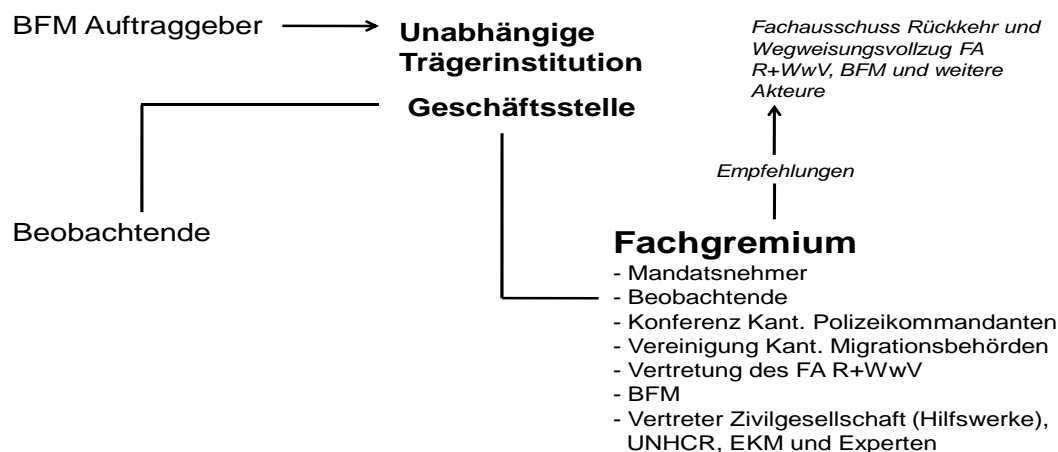 BFM Auftraggeber
Unabhängige
Trägerinstitution
Geschäftsstelle
Fachausschuss Rückkehr und
Wegweisungsvollzug FA
R+WwV, BFM und weitere
Akteure
Empfehlungen
Beobachtende
Fachgremium
- Mandatsnehmer
- Beobachtende
- Konferenz Kant. Polizeikommandanten
- Vereinigung Kant. Migrationsbehörden
- Vertretung des FA R+WwV
- BFM
- Vertreter Zivilgesellschaft (Hilfswerke),
UNHCR, EKM und Experten